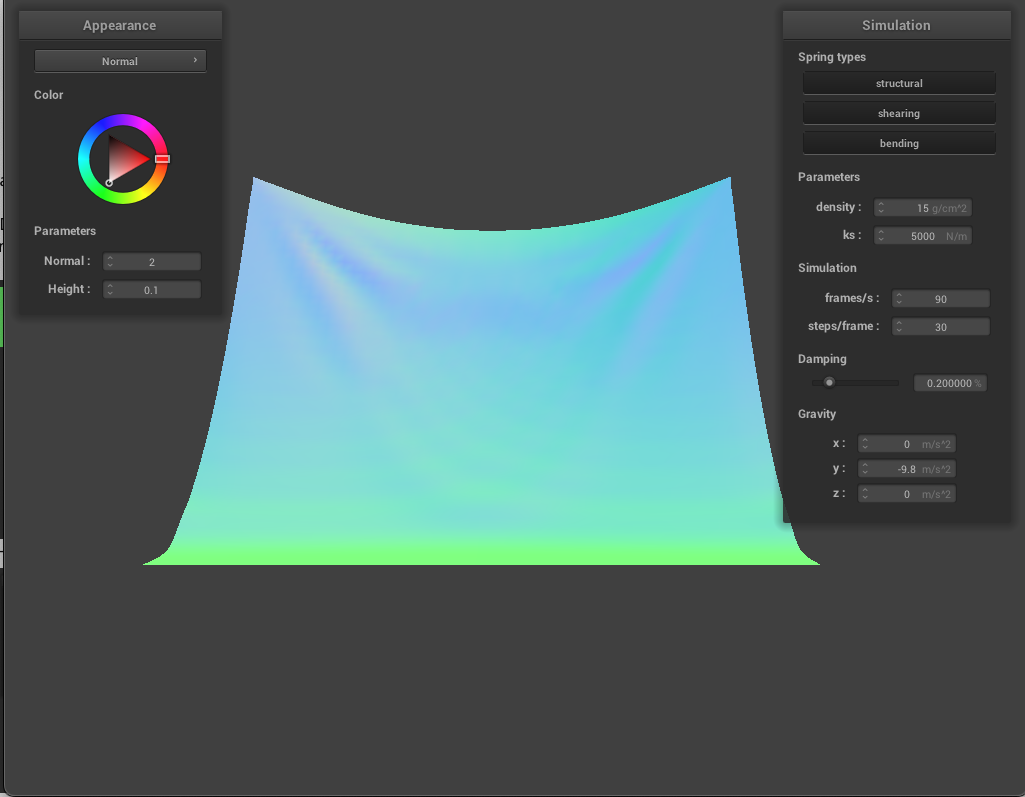 Appearance
Normal
Color
Parameters
Normal : 2
Height : 0.1
Simulation
Spring types
structural
shearing
bending
Parameters
density : 15 g/cm^2
ks : 5000 N/m
Simulation
frames/s : 90
steps/frame : 30
Damping
0.200000 %
Gravity
x : 0 m/s^2
y : -9.8 m/s^2
z : 0 m/s^2